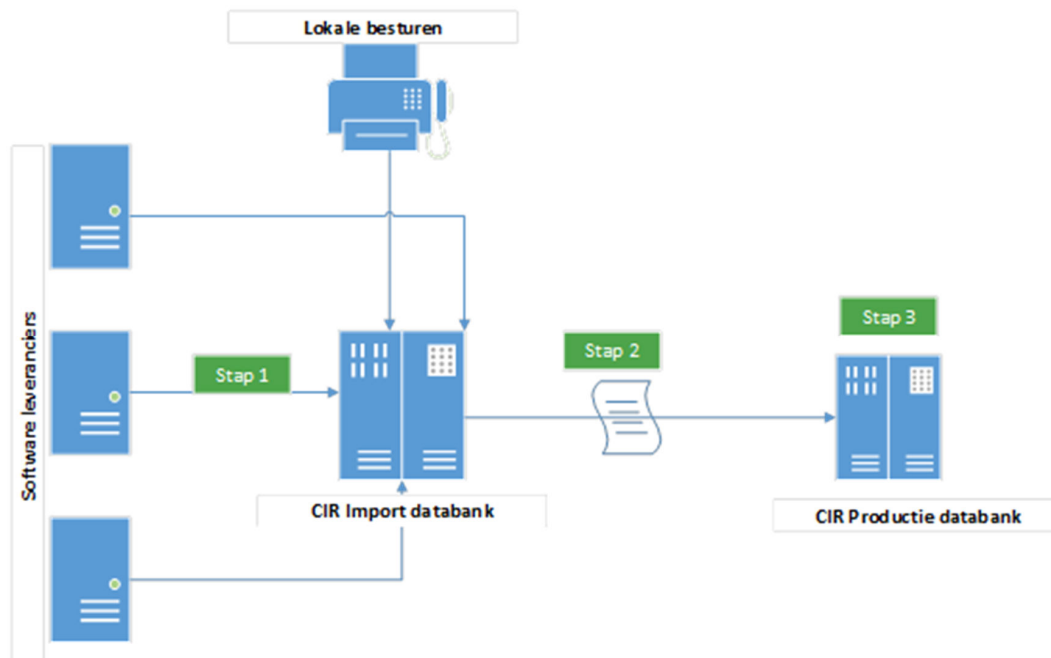 Lokale besturen
Software leveranciers
Stap 1
Stap 2
Stap 3
CIR Import databank
CIR Productie databank